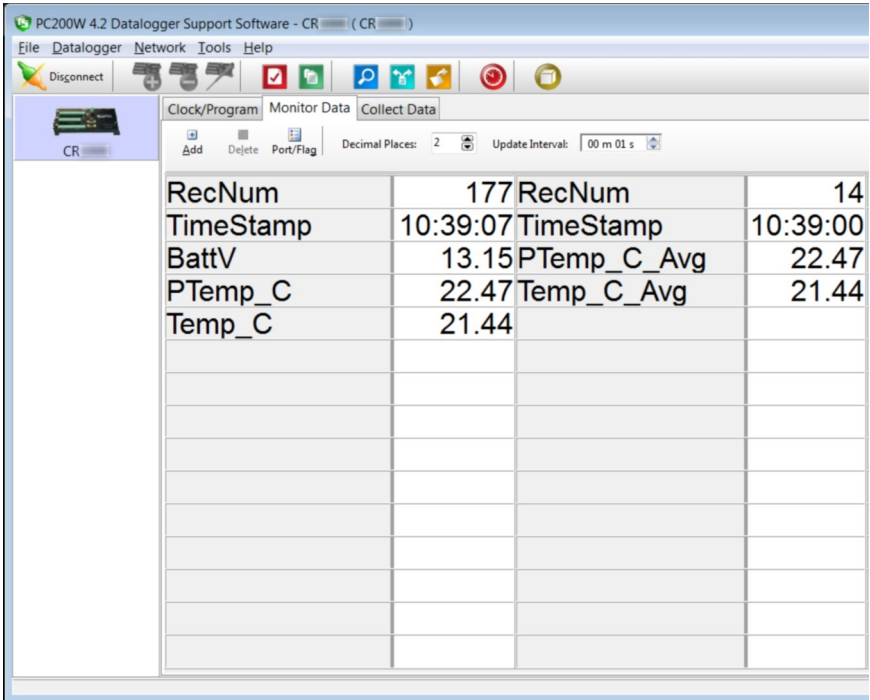 PC200W 4.2 Datalogger Support Software - CR ( CR )
File Datalogger Network Tools Help
Disconnect
Clock/Program Monitor Data Collect Data
Add Delete Port/Flag Decimal Places: 2 Update Interval: 00 m 01 s
CR
RecNum 177 RecNum 14
TimeStamp 10:39:07 TimeStamp 10:39:00
BattV 13.15 PTemp_C_Avg 22.47
PTemp_C 22.47 Temp_C_Avg 21.44
Temp_C 21.44